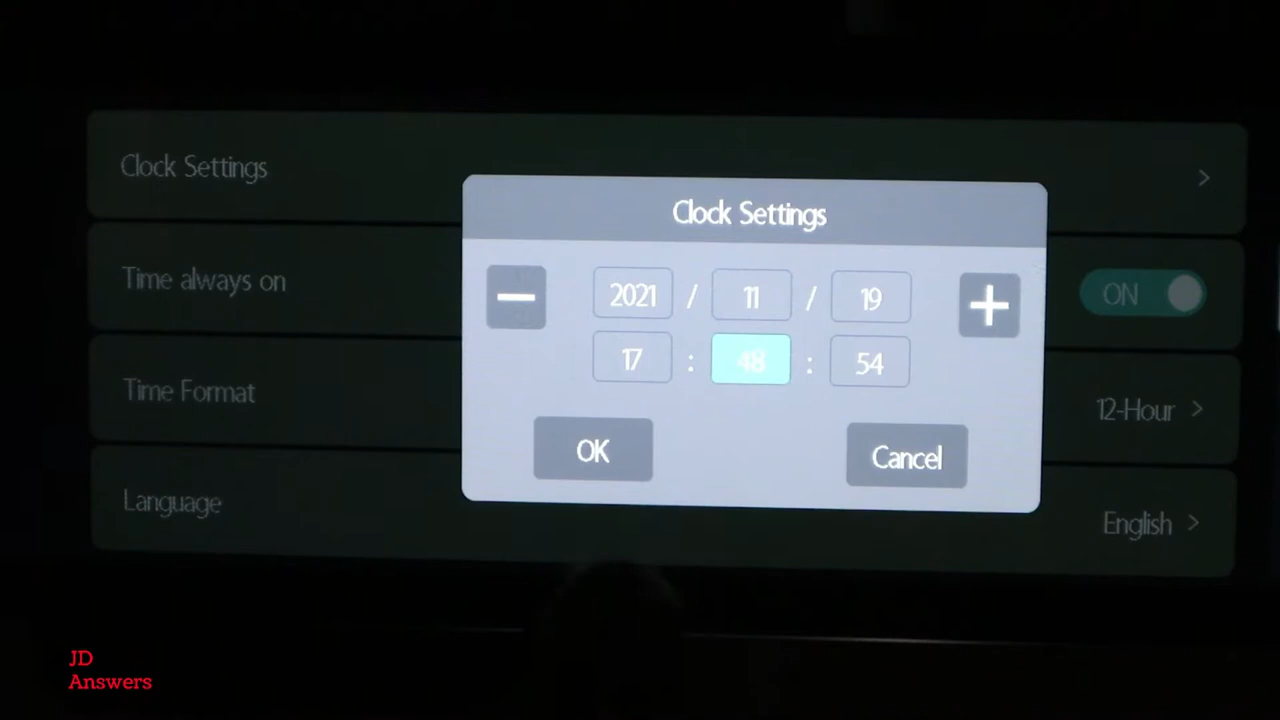 Clock Settings
Time always on
ON
Time Format
12-Hour >
Language
English >
Clock Settings
2021 / 11 / 19
17 : 48 : 54
OK
Cancel
JD
Answers